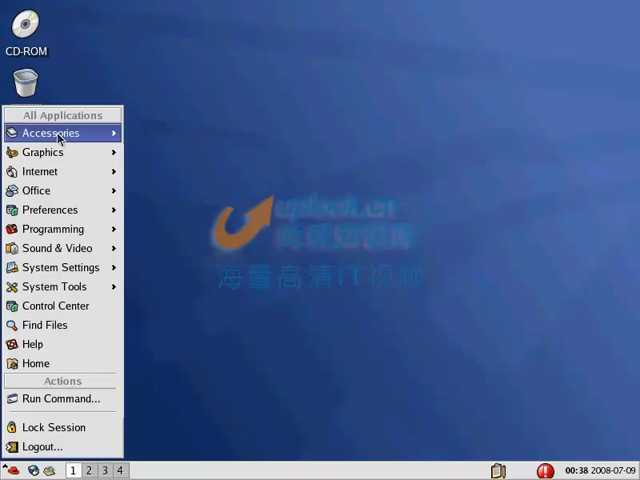 CD-ROM
All Applications
Accessories
Graphics
Internet
Office
Preferences
Programming
Sound & Video
System Settings
System Tools
Control Center
Find Files
Help
Home
Actions
Run Command...
Lock Session
Logout...
海量高清IT视频
1 2 3 4
00:38 2008-07-09